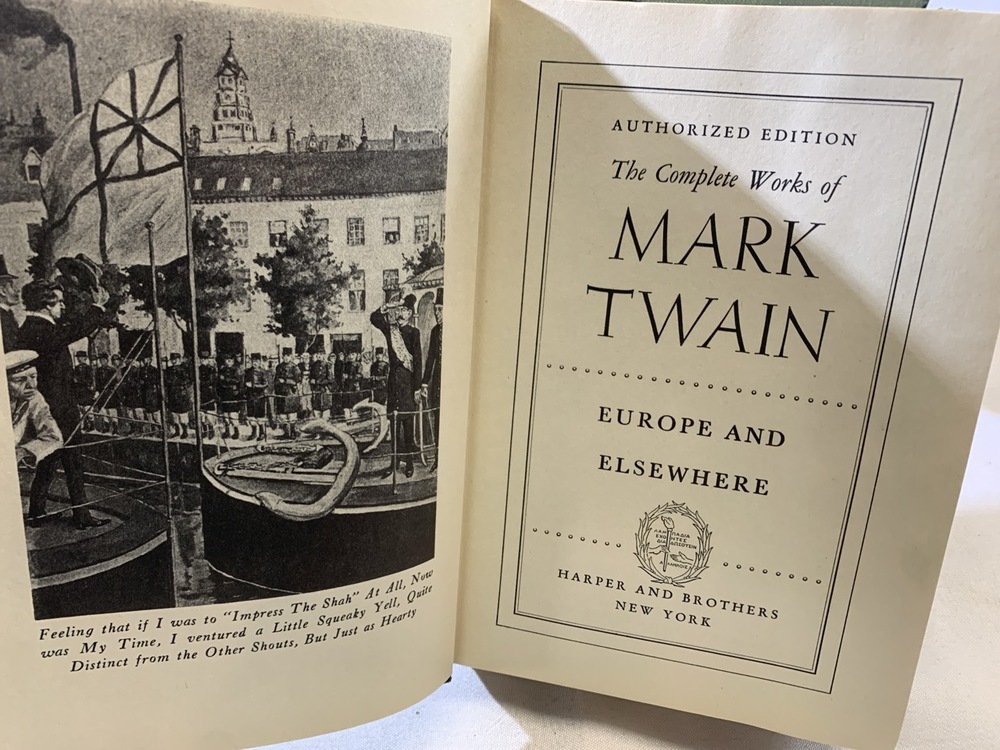 Feeling that if I was to "Impress The Shah" At All, Now
was My Time, I ventured a Little Squeaky Yell, Quite
Distinct from the Other Shouts, But Just as Hearty
AUTHORIZED EDITION
The Complete Works of
MARK
TWAIN
EUROPE AND
ELSEWHERE
HARPER AND BROTHERS
NEW YORK